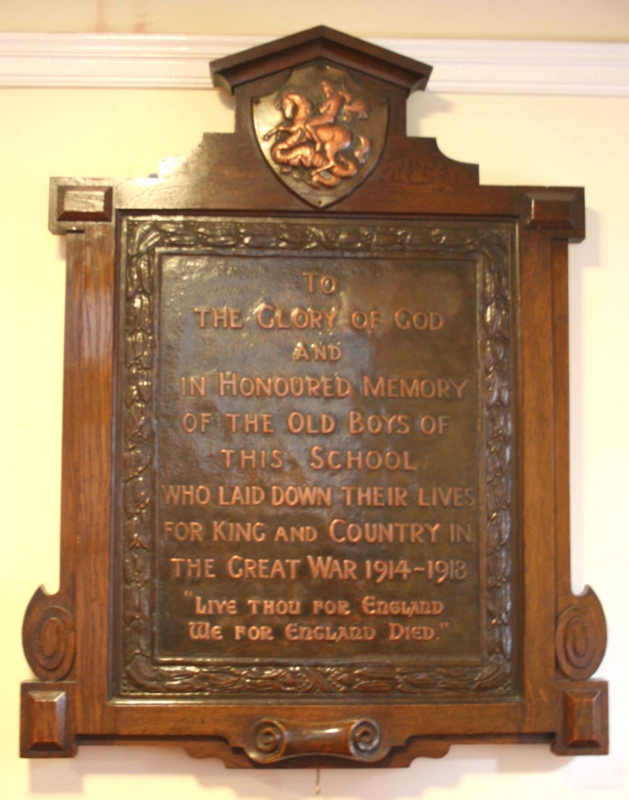 TO
THE GLORY OF GOD
AND
IN HONOURED MEMORY
OF THE OLD BOYS OF
THIS SCHOOL
WHO LAID DOWN THEIR LIVES
FOR KING AND COUNTRY IN
THE GREAT WAR 1914-1918
"LIVE THOU FOR ENGLAND
WE FOR ENGLAND DIED."